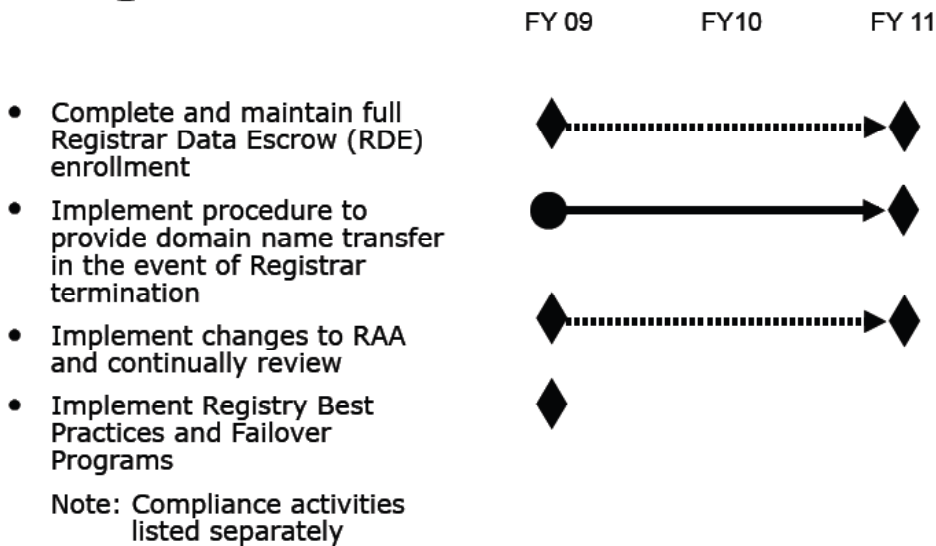 FY 09 FY10 FY 11
• Complete and maintain full
Registrar Data Escrow (RDE)
enrollment
• Implement procedure to
provide domain name transfer
in the event of Registrar
termination
• Implement changes to RAA
and continually review
• Implement Registry Best
Practices and Failover
Programs
Note: Compliance activities
listed separately